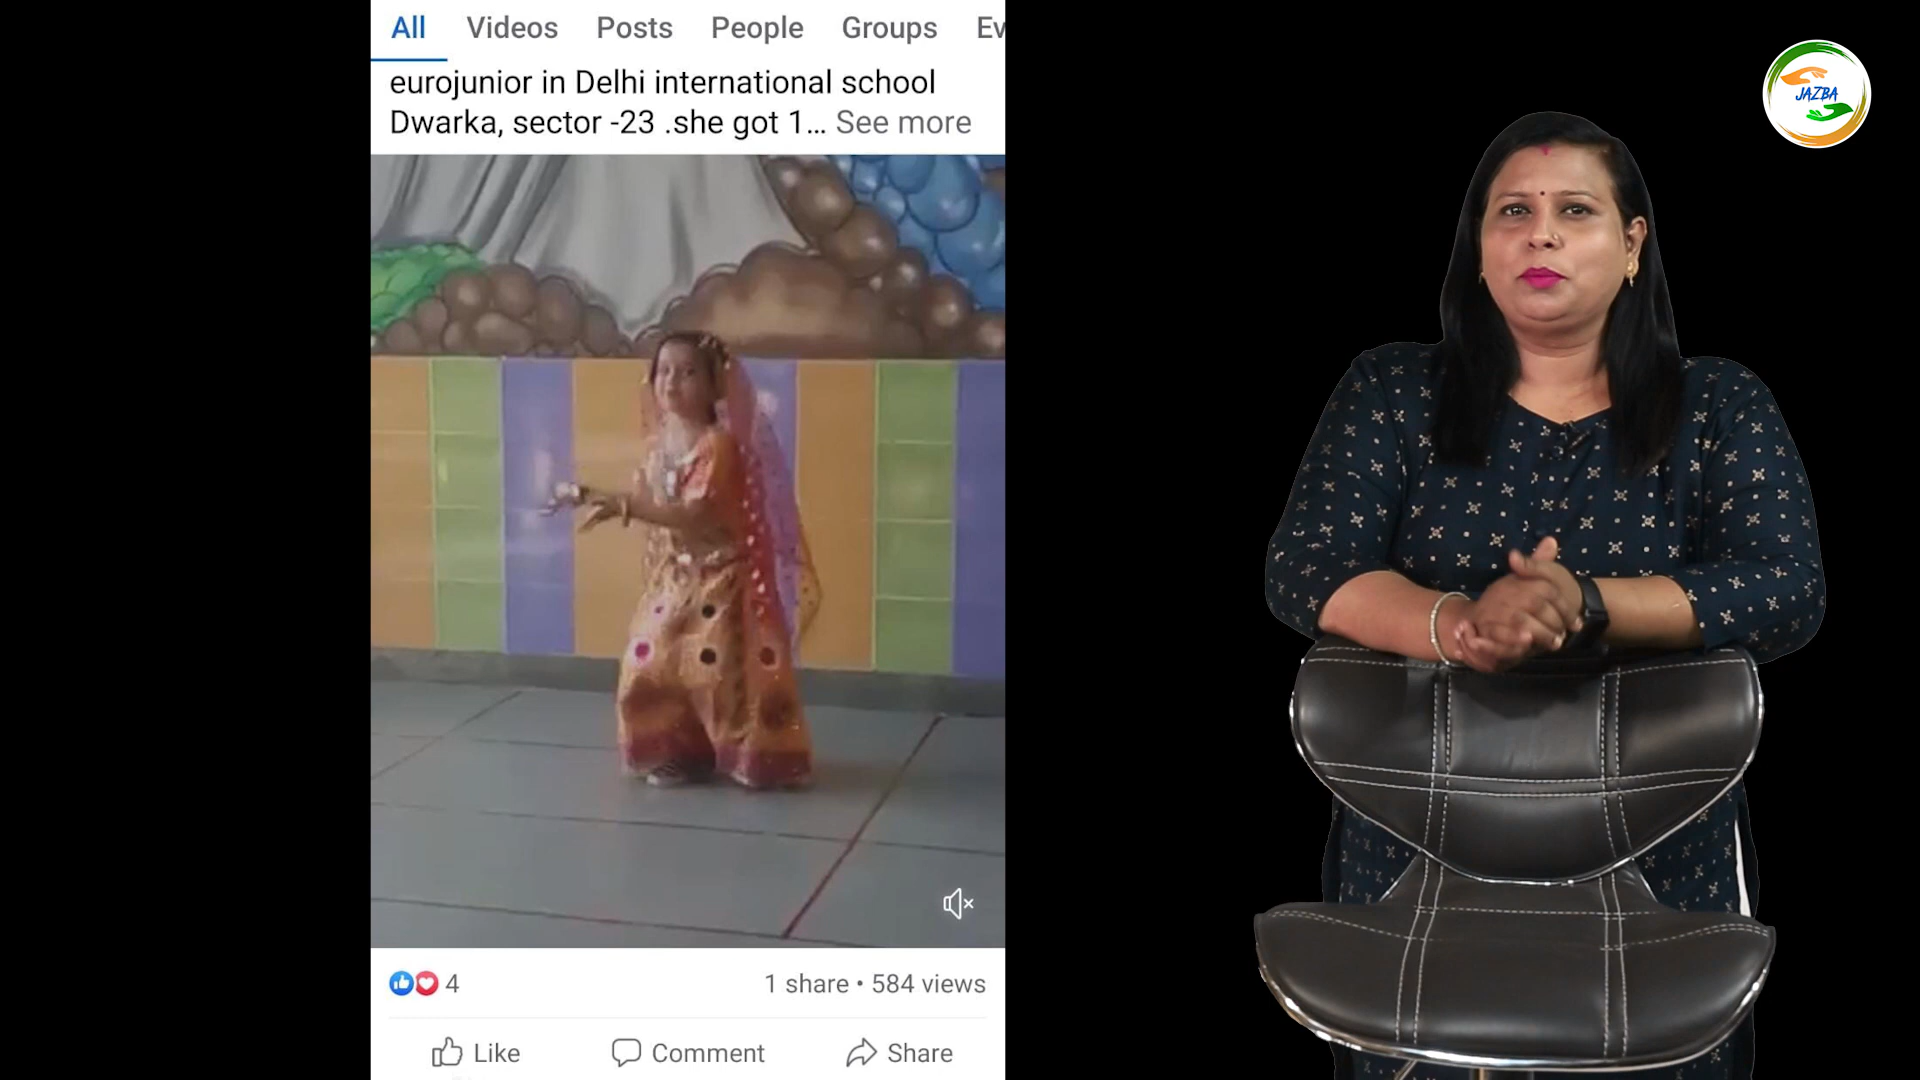 All Videos Posts People Groups Ev
eurojunior in Delhi international school
Dwarka, sector -23 .she got 1... See more
4 1 share • 584 views
Like Comment Share
JAZBA